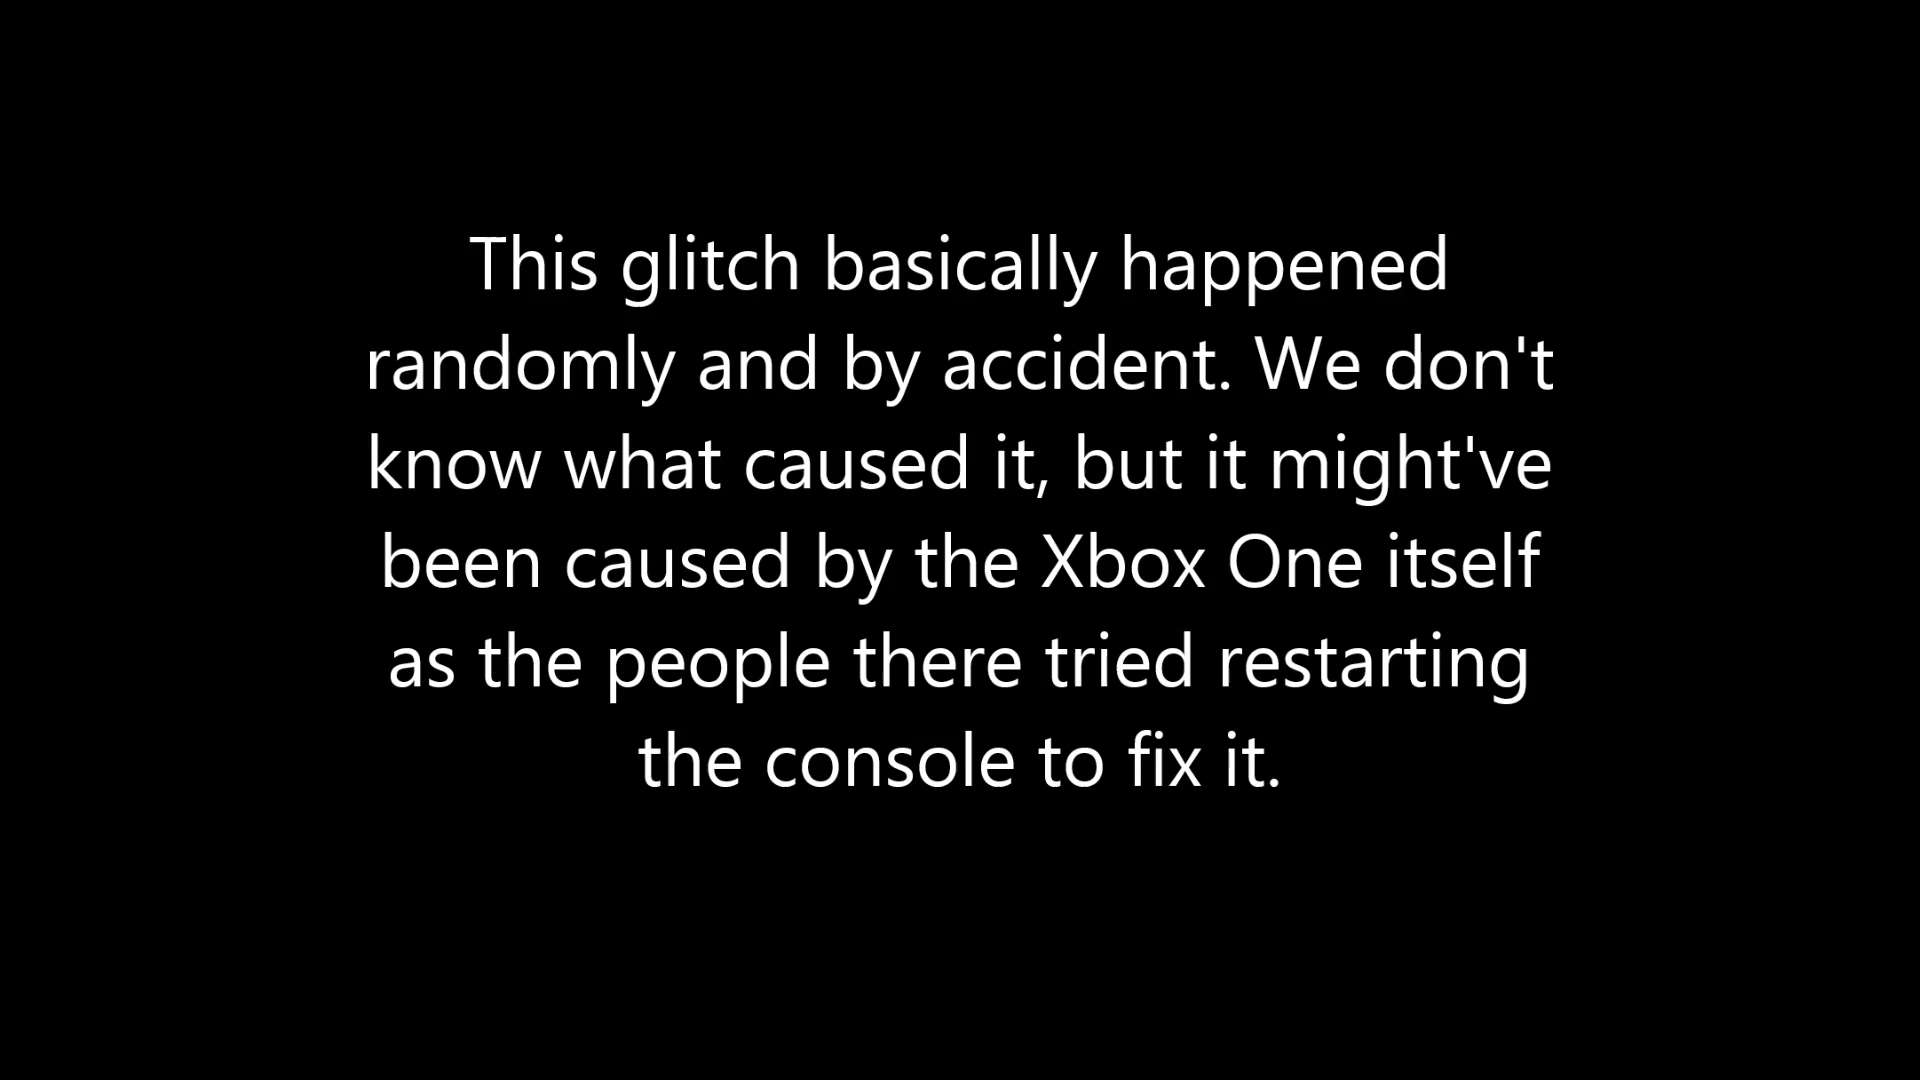 This glitch basically happened
randomly and by accident. We don't
know what caused it, but it might've
been caused by the Xbox One itself
as the people there tried restarting
the console to fix it.